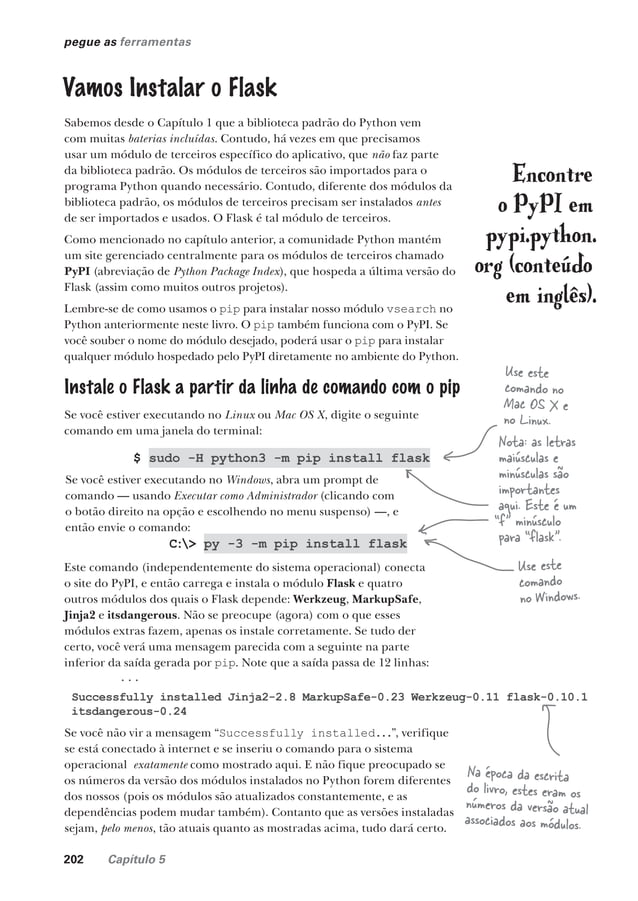 pegue as ferramentas
Vamos Instalar o Flask
Sabemos desde o Capítulo 1 que a biblioteca padrão do Python vem
com muitas baterias incluídas. Contudo, há vezes em que precisamos
usar um módulo de terceiros específico do aplicativo, que não faz parte
da biblioteca padrão. Os módulos de terceiros são importados para o
programa Python quando necessário. Contudo, diferente dos módulos da
biblioteca padrão, os módulos de terceiros precisam ser instalados antes
de ser importados e usados. O Flask é tal módulo de terceiros.
Como mencionado no capítulo anterior, a comunidade Python mantém
um site gerenciado centralmente para os módulos de terceiros chamado
PyPI (abreviação de Python Package Index), que hospeda a última versão do
Flask (assim como muitos outros projetos).
Encontre
o PyPI em
pypi.python.
org (conteúdo
em inglês).
Lembre-se de como usamos o pip para instalar nosso módulo vsearch no
Python anteriormente neste livro. O pip também funciona com o PyPI. Se
você souber o nome do módulo desejado, poderá usar o pip para instalar
qualquer módulo hospedado pelo PyPI diretamente no ambiente do Python.
Instale o Flask a partir da linha de comando com o pip
Se você estiver executando no Linux ou Mac OS X, digite o seguinte
comando em uma janela do terminal:
$ sudo -H python3 -m pip install flask
Use este
comando no
Mac OS X e
no Linux.
Se você estiver executando no Windows, abra um prompt de
comando — usando Executar como Administrador (clicando com
o botão direito na opção e escolhendo no menu suspenso) —, e
então envie o comando:
C:\> py -3 -m pip install flask
Nota: as letras
maiúsculas e
minúsculas são
importantes
aqui. Este é um
“f” minúsculo
para “flask”.
Use este
comando
no Windows.
Este comando (independentemente do sistema operacional) conecta
o site do PyPI, e então carrega e instala o módulo Flask e quatro
outros módulos dos quais o Flask depende: Werkzeug, MarkupSafe,
Jinja2 e itsdangerous. Não se preocupe (agora) com o que esses
módulos extras fazem, apenas os instale corretamente. Se tudo der
certo, você verá uma mensagem parecida com a seguinte na parte
inferior da saída gerada por pip. Note que a saída passa de 12 linhas:
...
Successfully installed Jinja2-2.8 MarkupSafe-0.23 Werkzeug-0.11 flask-0.10.1
itsdangerous-0.24
Se você não vir a mensagem “Successfully installed...”, verifique
se está conectado à internet e se inseriu o comando para o sistema
operacional exatamente como mostrado aqui. E não fique preocupado se
os números da versão dos módulos instalados no Python forem diferentes
dos nossos (pois os módulos são atualizados constantemente, e as
dependências podem mudar também). Contanto que as versões instaladas
sejam, pelo menos, tão atuais quanto as mostradas acima, tudo dará certo.
Na época da escrita
do livro, estes eram os
números da versão atual
associados aos módulos.
202 Capítulo 5